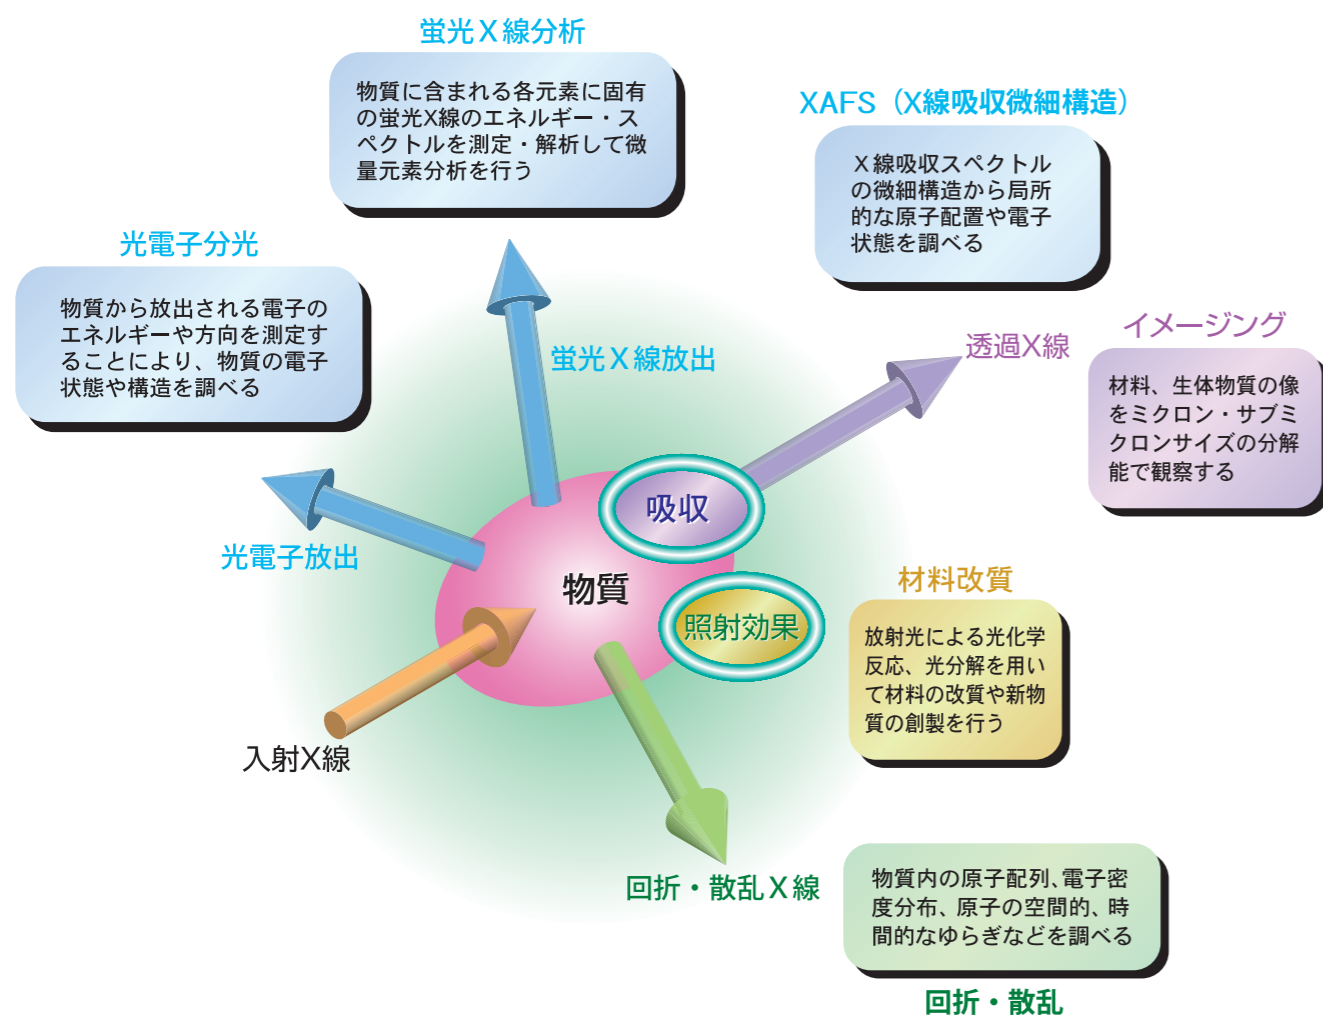 蛍光X線分析
物質に含まれる各元素に固有
の蛍光X線のエネルギー・ス
ペクトルを測定・解析して微
量元素分析を行う
XAFS（X線吸収微細構造）
X線吸収スペクトル
の微細構造から局所
的な原子配置や電子
状態を調べる
光電子分光
物質から放出される電子の
エネルギーや方向を測定す
ることにより、物質の電子
状態や構造を調べる
イメージング
材料、生体物質の像
をミクロン・サブミ
クロンサイズの分解
能で観察する
透過X線
蛍光X線放出
光電子放出
吸収
物質
照射効果
入射X線
材料改質
放射光による光化学
反応、光分解を用い
て材料の改質や新物
質の創製を行う
回折・散乱X線
物質内の原子配列、電子密
度分布、原子の空間的、時
間的なゆらぎなどを調べる
回折・散乱